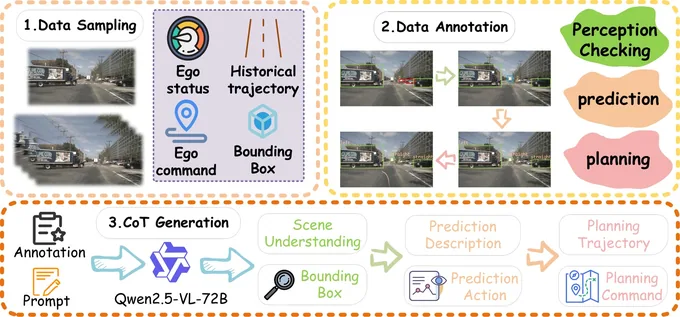 1.Data Sampling
Ego
status
Historical
trajectory
Ego
command
Bounding
Box
2.Data Annotation
Perception
Checking
prediction
planning
3.CoT Generation
Annotation
Prompt
Qwen2.5-VL-72B
Scene
Understanding
Bounding
Box
Prediction
Description
Prediction
Action
Planning
Trajectory
Planning
Command